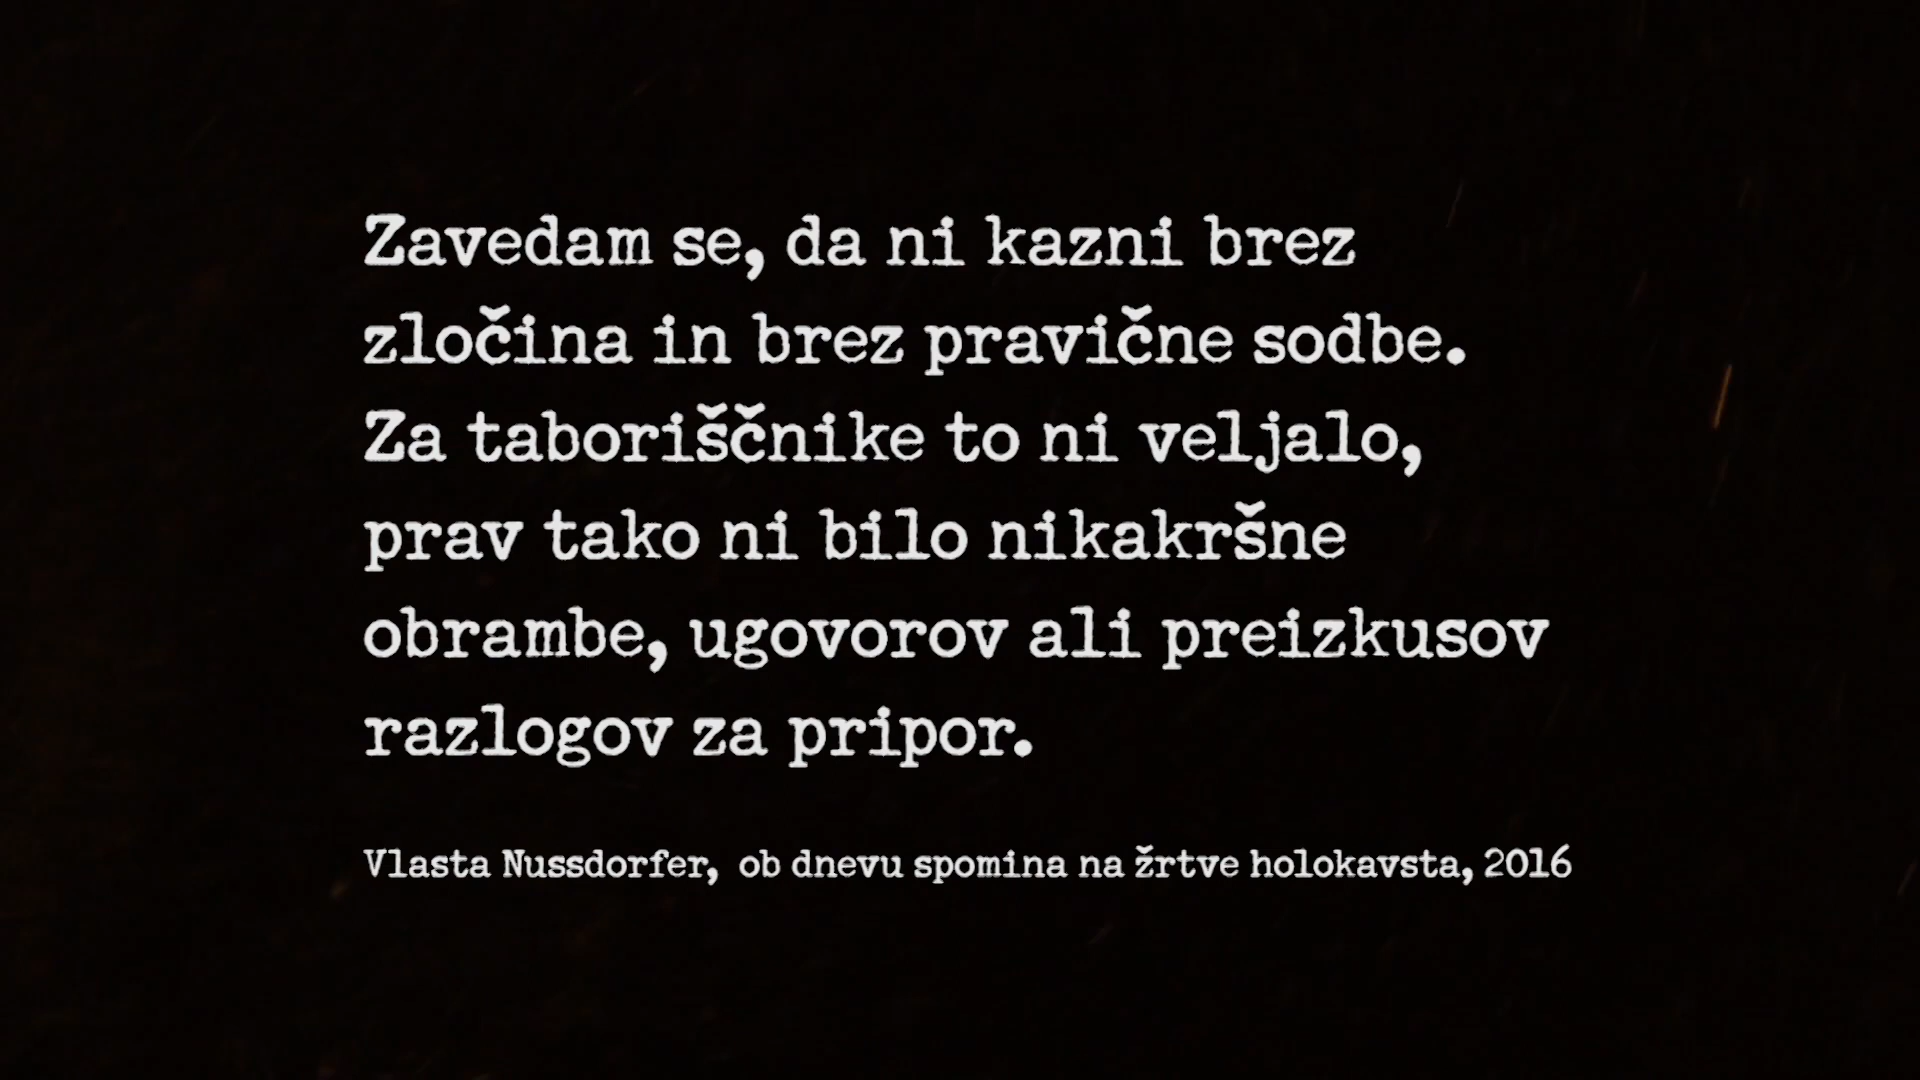 Zavedam se, da ni kazni brez
zločina in brez pravične sodbe.
Za taboriščnike to ni veljalo,
prav tako ni bilo nikakršne
obrambe, ugovorov ali preizkusov
razlogov za pripor.
Vlasta Nussdorfer, ob dnevu spomina na žrtve holokavsta, 2016